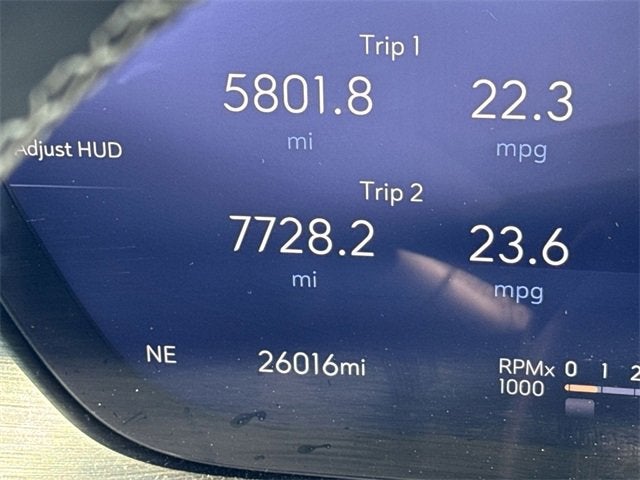 Trip 1
5801.8 22.3
mi mpg
Adjust HUD
Trip 2
7728.2 23.6
mi mpg
NE 26016mi
RPMx 0 1 2
1000